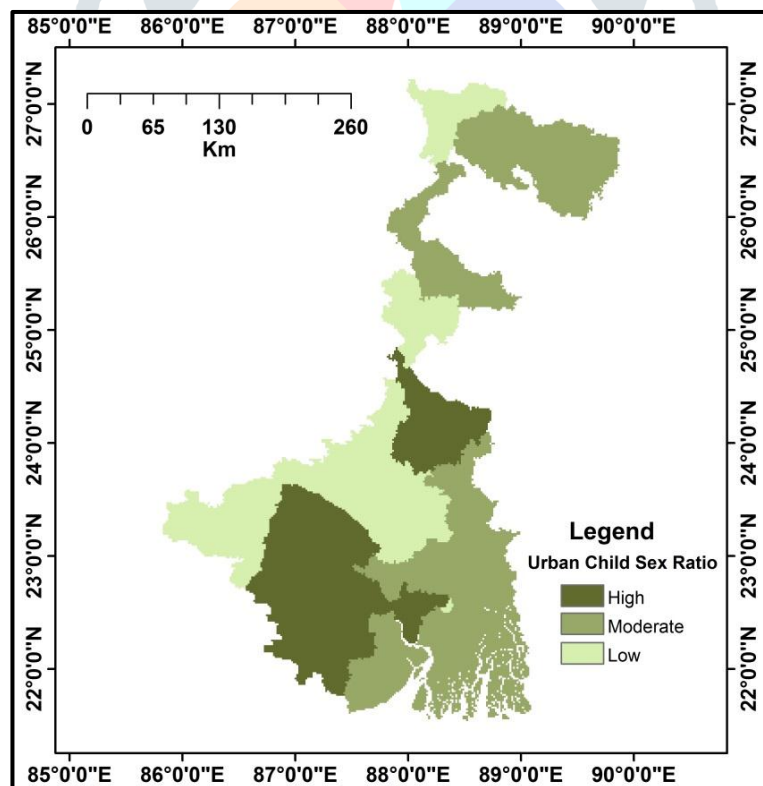 85°0'0"E 86°0'0"E 87°0'0"E 88°0'0"E 89°0'0"E 90°0'0"E
0 65 130 260
Km
27°0'0"N
26°0'0"N
25°0'0"N
24°0'0"N
23°0'0"N
22°0'0"N
27°0'0"N
26°0'0"N
25°0'0"N
24°0'0"N
23°0'0"N
22°0'0"N
Legend
Urban Child Sex Ratio
High
Moderate
Low
85°0'0"E 86°0'0"E 87°0'0"E 88°0'0"E 89°0'0"E 90°0'0"E